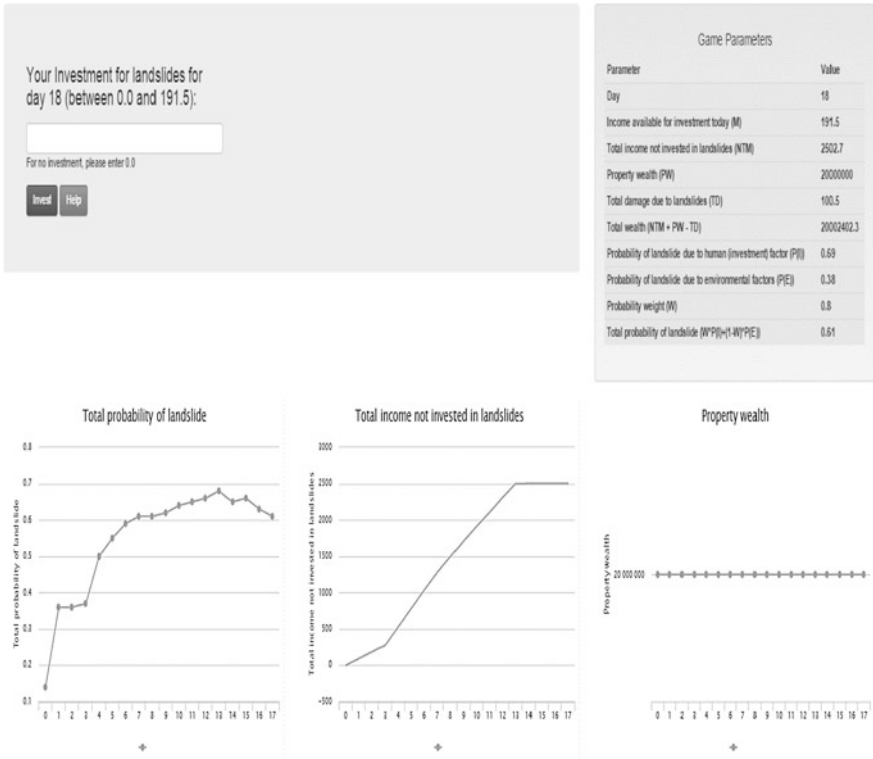 Your Investment for landslides for
day 18 (between 0.0 and 191.5):
For no investment, please enter 0.0
Invest Help
Game Parameters
Parameter Value
Day 18
Income available for investment today (M) 191.5
Total income not invested in landslides (NTM) 2502.7
Property wealth (PW) 20000000
Total damage due to landslides (TD) 100.5
Total wealth (NTM + PW - TD) 20002402.3
Probability of landslide due to human (investment) factor (P(I)) 0.69
Probability of landslide due to environmental factors (P(E)) 0.38
Probability weight (W) 0.8
Total probability of landslide (W*P(I)+(1-W)*P(E)) 0.61
Total probability of landslide
Total probability of landslide
0.8
0.7
0.6
0.5
0.4
0.3
0.2
0.1
0 1 2 3 4 5 6 7 8 9 10 11 12 13 14 15 16 17
Total income not invested in landslides
Total income not invested in landslides
3000
2500
2000
1500
1000
500
0
-500
0 1 2 3 4 5 6 7 8 9 10 11 12 13 14 15 16 17
Property wealth
Property wealth
20 000 000
0 1 2 3 4 5 6 7 8 9 10 11 12 13 14 15 16 17